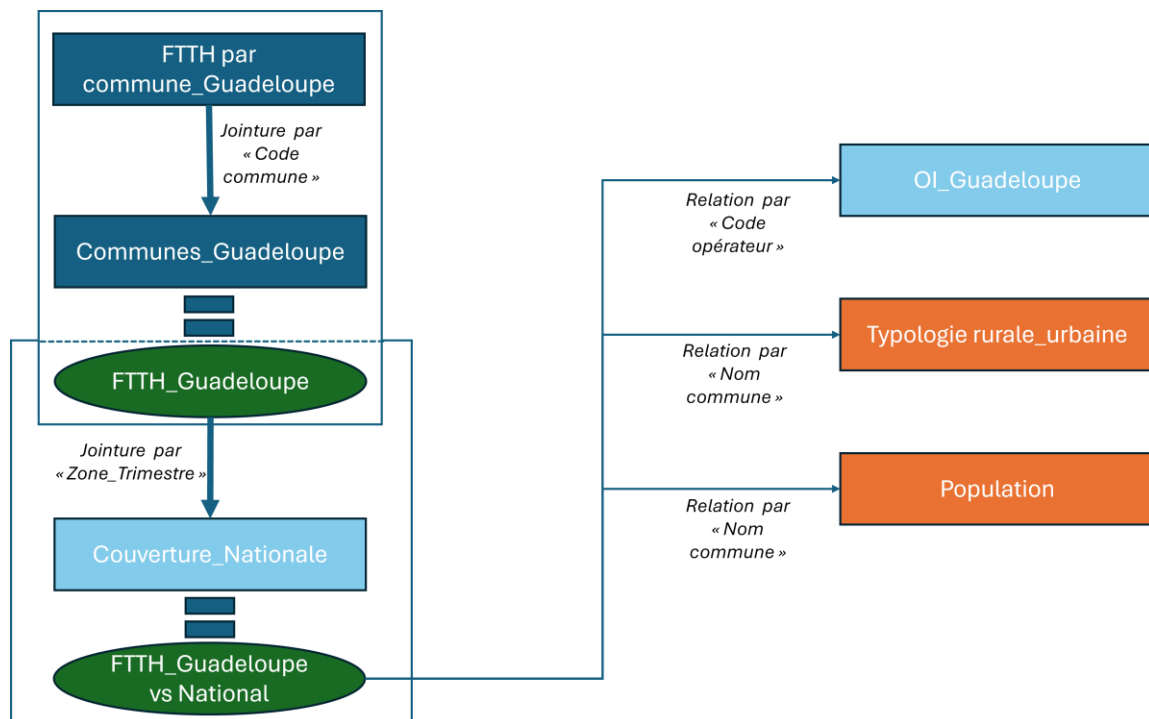 FTTH par
commune_Guadeloupe
Jointure par
« Code
commune »
Communes_Guadeloupe
FTTH_Guadeloupe
Jointure par
« Zone_Trimestre »
Couverture_Nationale
FTTH_Guadeloupe
vs National
OI_Guadeloupe
Relation par
« Code
opérateur »
Typologie rurale_urbaine
Relation par
« Nom
commune »
Population
Relation par
« Nom
commune »